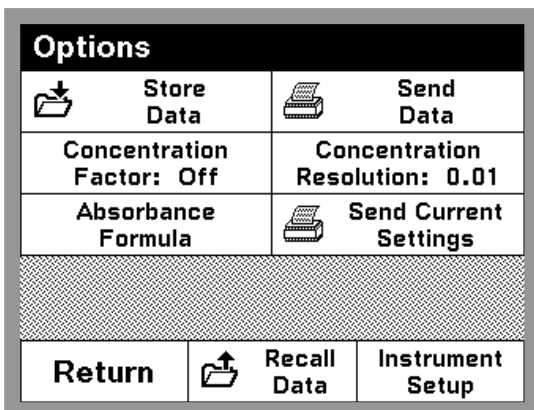 Options
Store
Data
Send
Data
Concentration
Factor: Off
Concentration
Resolution: 0.01
Absorbance
Formula
Send Current
Settings
Return
Recall
Data
Instrument
Setup